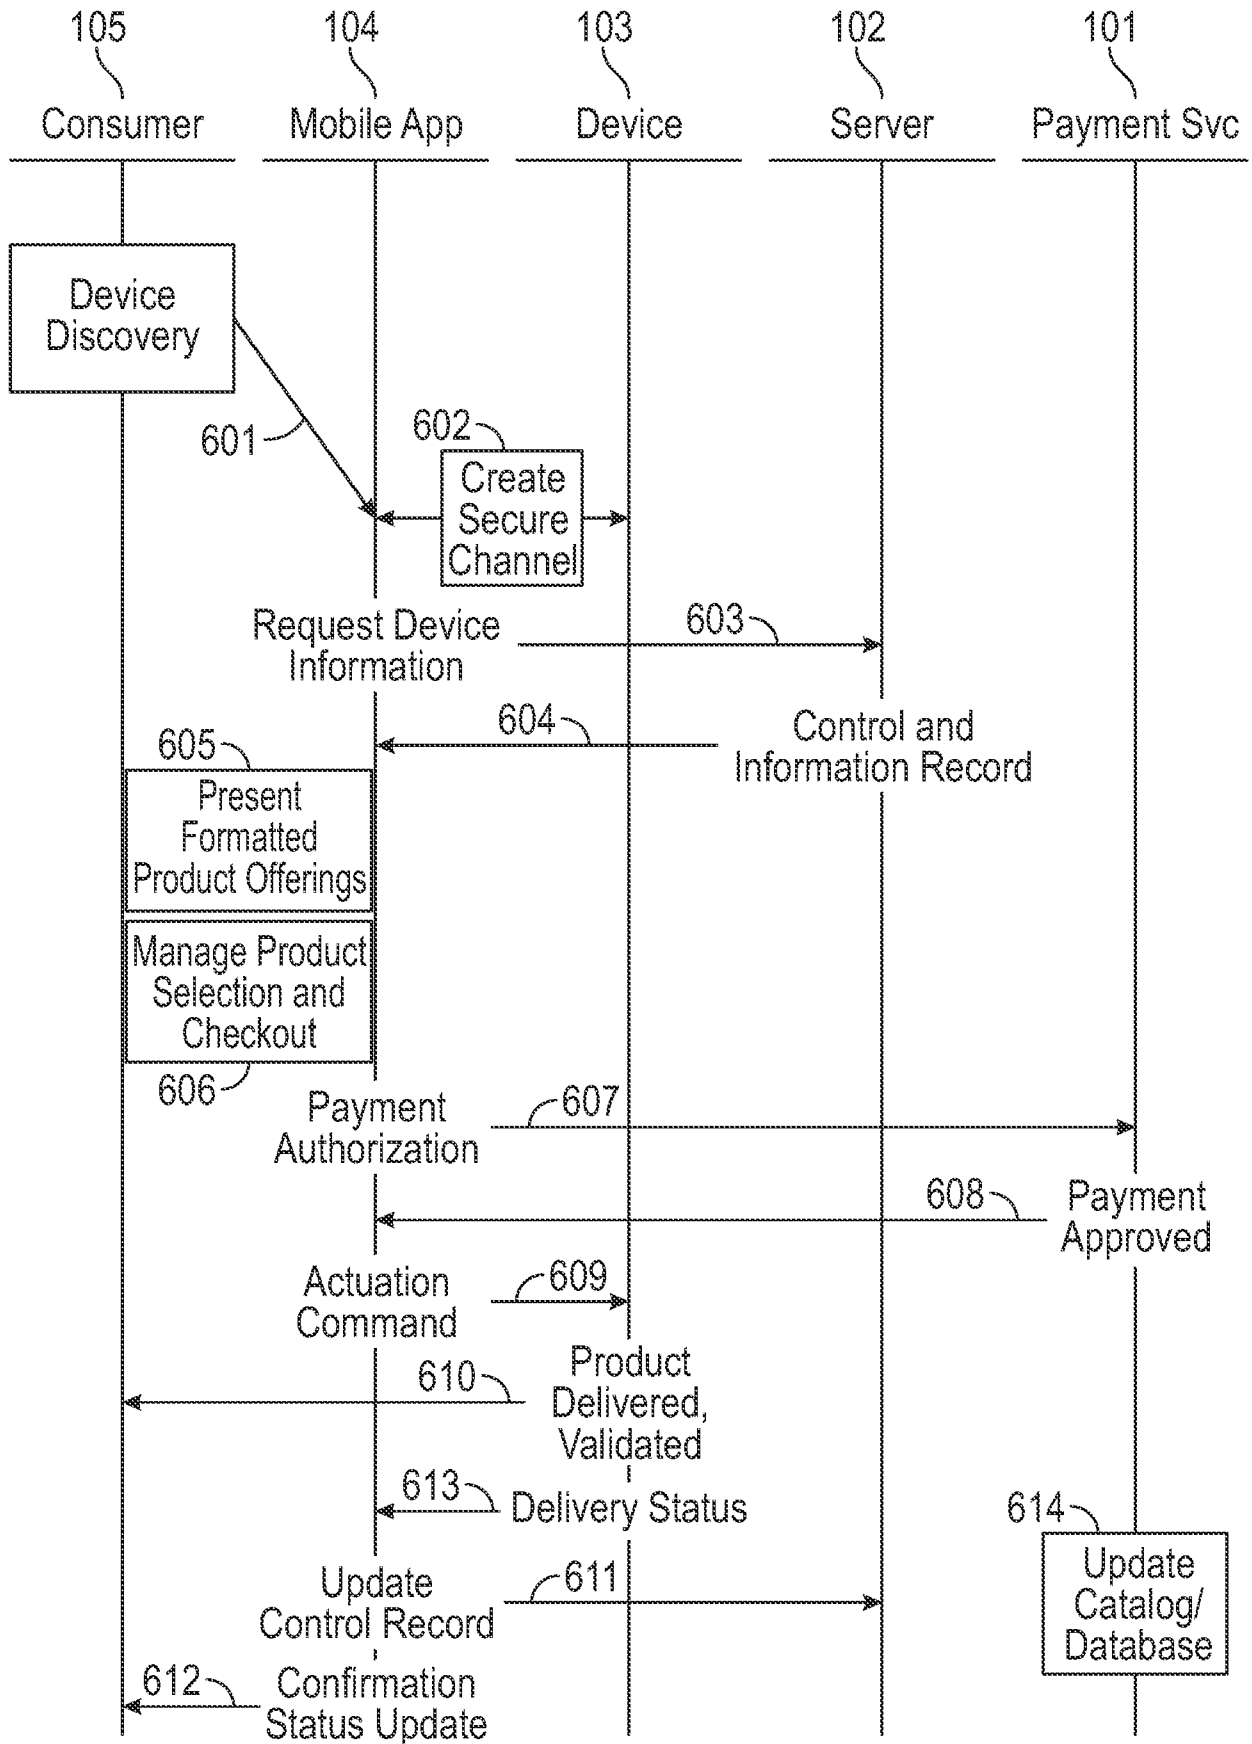 105
104
103
102
101
Consumer
Mobile App
Device
Server
Payment Svc
Device
Discovery
601
602
Create
Secure
Channel
Request Device
Information
603
604
Control and
Information Record
605
Present
Formatted
Product Offerings
Manage Product
Selection and
Checkout
606
Payment
Authorization
607
608
Payment
Approved
Actuation
Command
609
610
Product
Delivered,
Validated
613
Delivery Status
614
Update
Catalog/
Database
Update
Control Record
611
612
Confirmation
Status Update